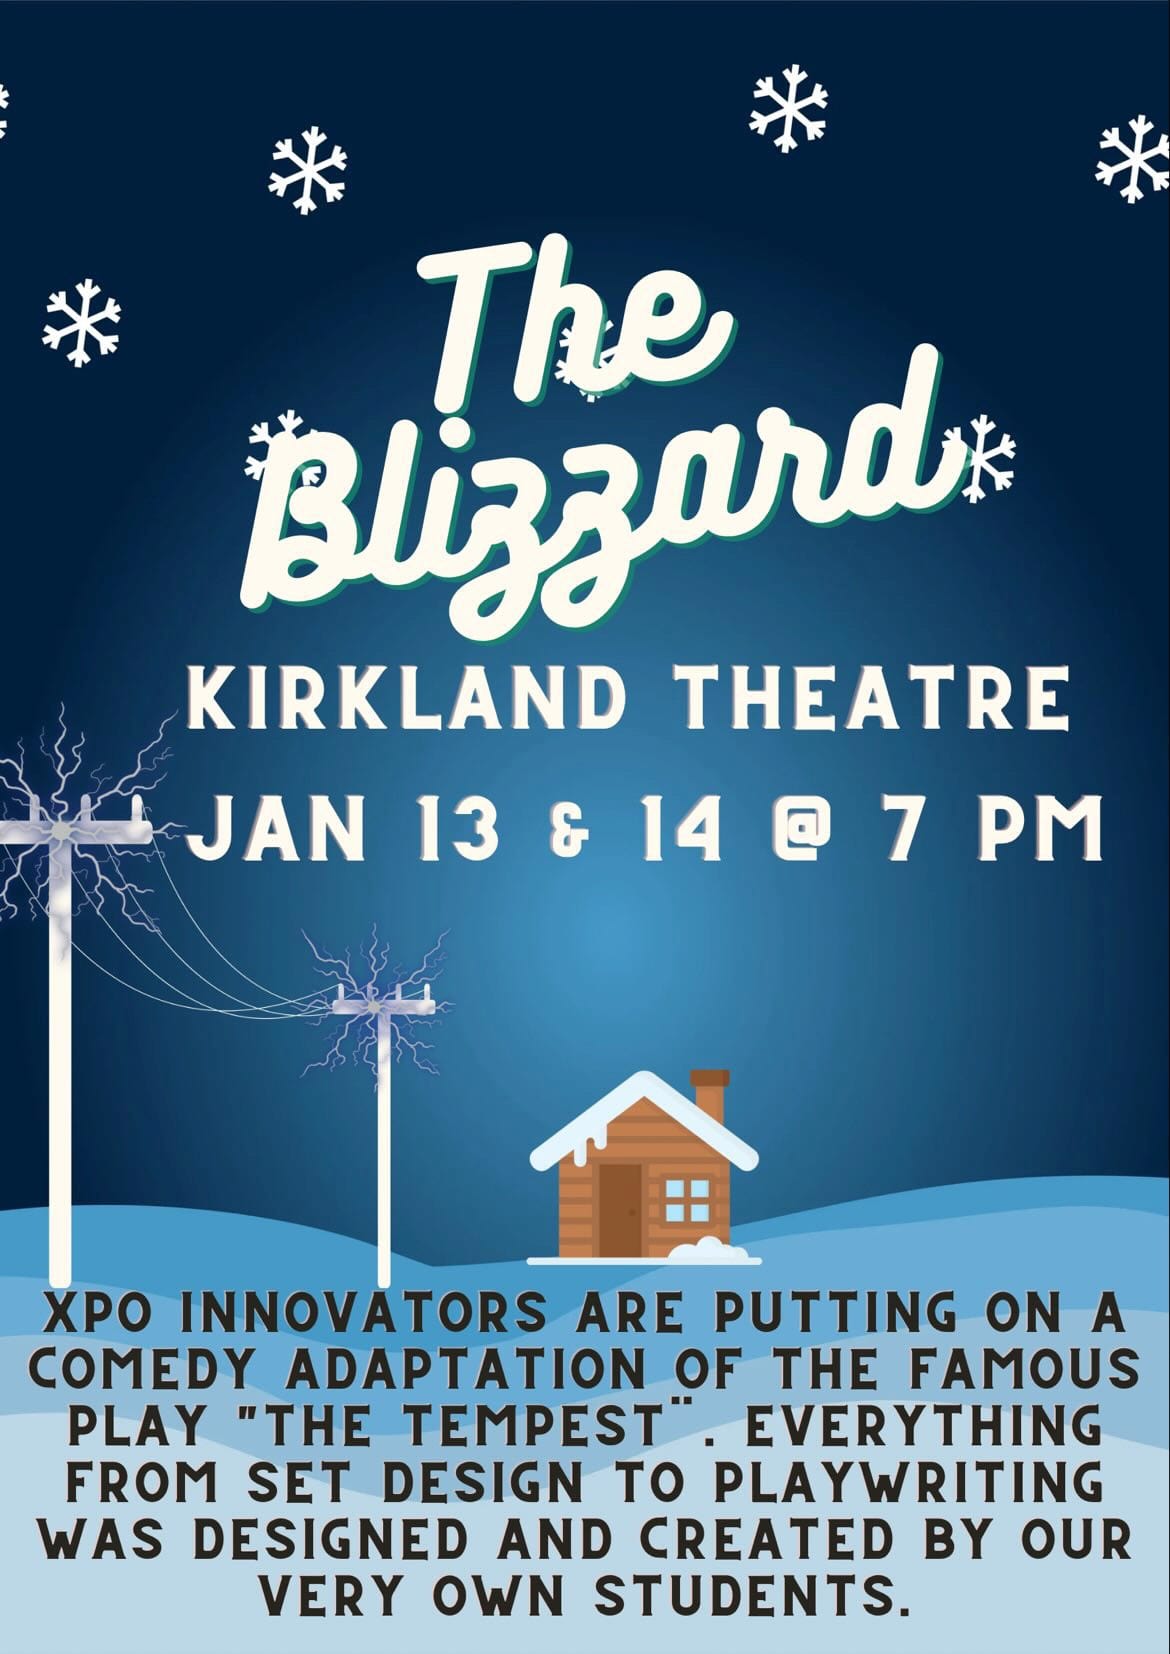 The
Blizzard
KIRKLAND THEATRE
JAN 13 & 14 @ 7 PM
XPO INNOVATORS ARE PUTTING ON A
COMEDY ADAPTATION OF THE FAMOUS
PLAY "THE TEMPEST¨. EVERYTHING
FROM SET DESIGN TO PLAYWRITING
WAS DESIGNED AND CREATED BY OUR
VERY OWN STUDENTS.